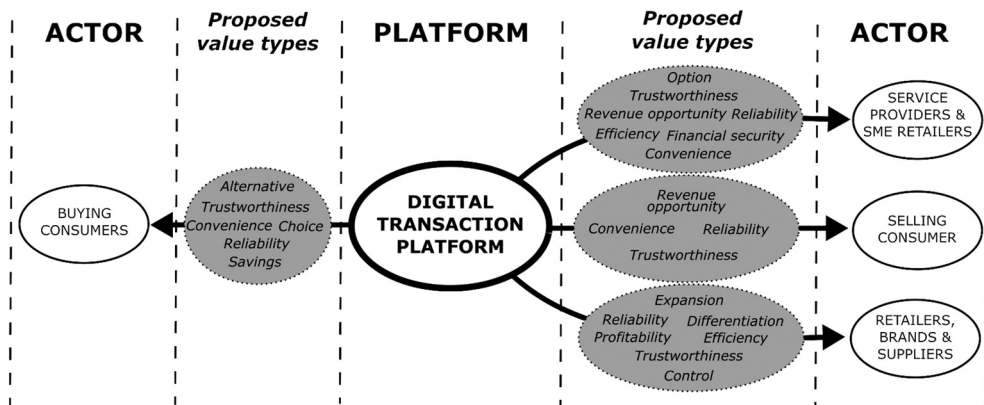 ACTOR
Proposed
value types
PLATFORM
Proposed
value types
ACTOR
BUYING
CONSUMERS
Alternative
Trustworthiness
Convenience Choice
Reliability
Savings
DIGITAL
TRANSACTION
PLATFORM
Option
Trustworthiness
Revenue opportunity Reliability
Efficiency Financial security
Convenience
SERVICE
PROVIDERS &
SME RETAILERS
Revenue
opportunity
Convenience Reliability
Trustworthiness
SELLING
CONSUMER
Expansion
Reliability Differentiation
Profitability Efficiency
Trustworthiness
Control
RETAILERS,
BRANDS &
SUPPLIERS